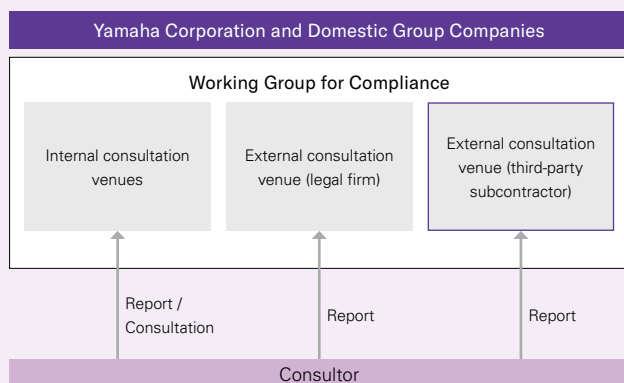 Yamaha Corporation and Domestic Group Companies
Working Group for Compliance
Internal consultation
venues
External consultation
venue (legal firm)
External consultation
venue (third-party
subcontractor)
Report /
Consultation
Report
Report
Consultor